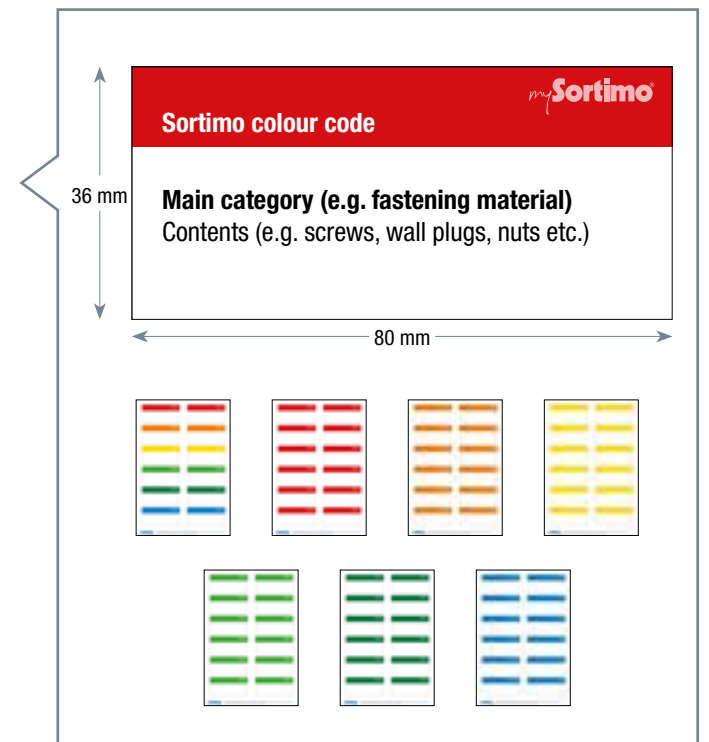 mySortimo®
Sortimo colour code
36 mm
Main category (e.g. fastening material)
Contents (e.g. screws, wall plugs, nuts etc.)
80 mm